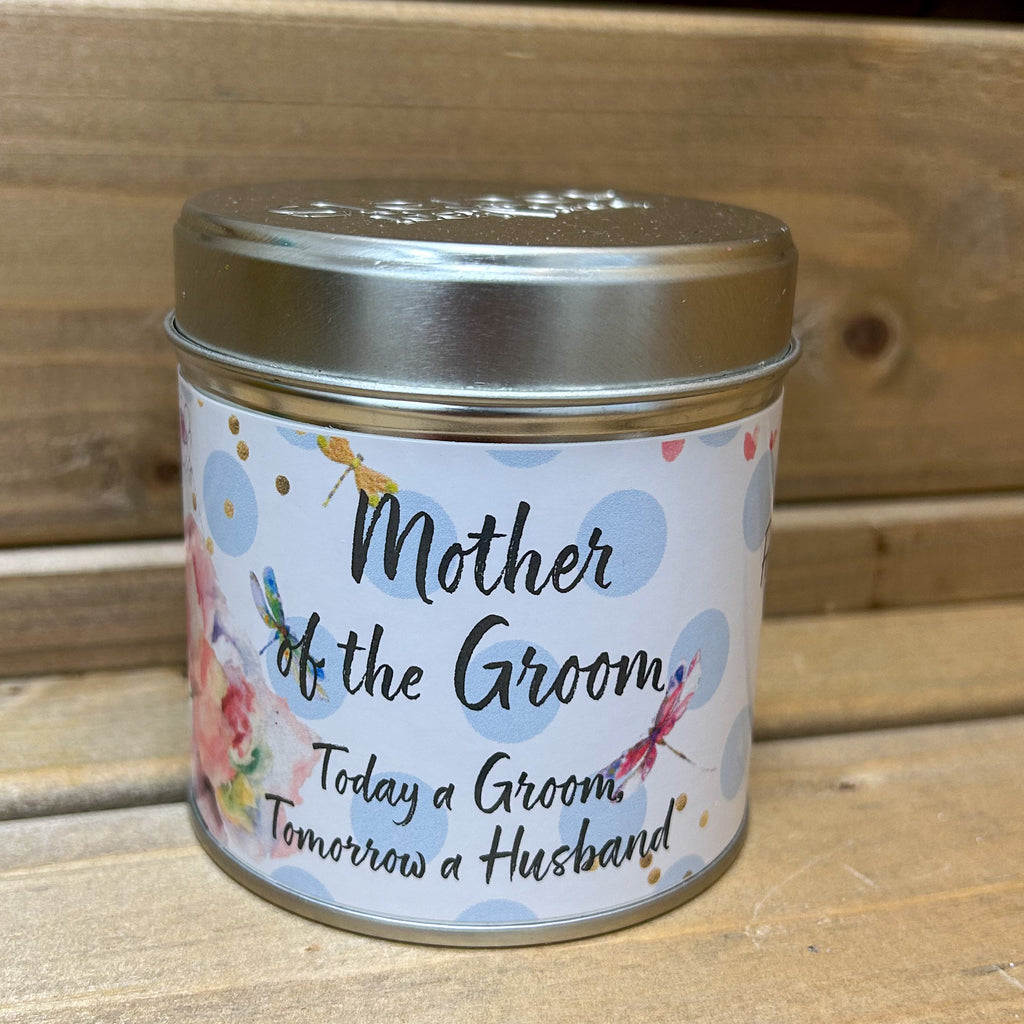 Mother
of the Groom
Today a Groom,
Tomorrow a Husband